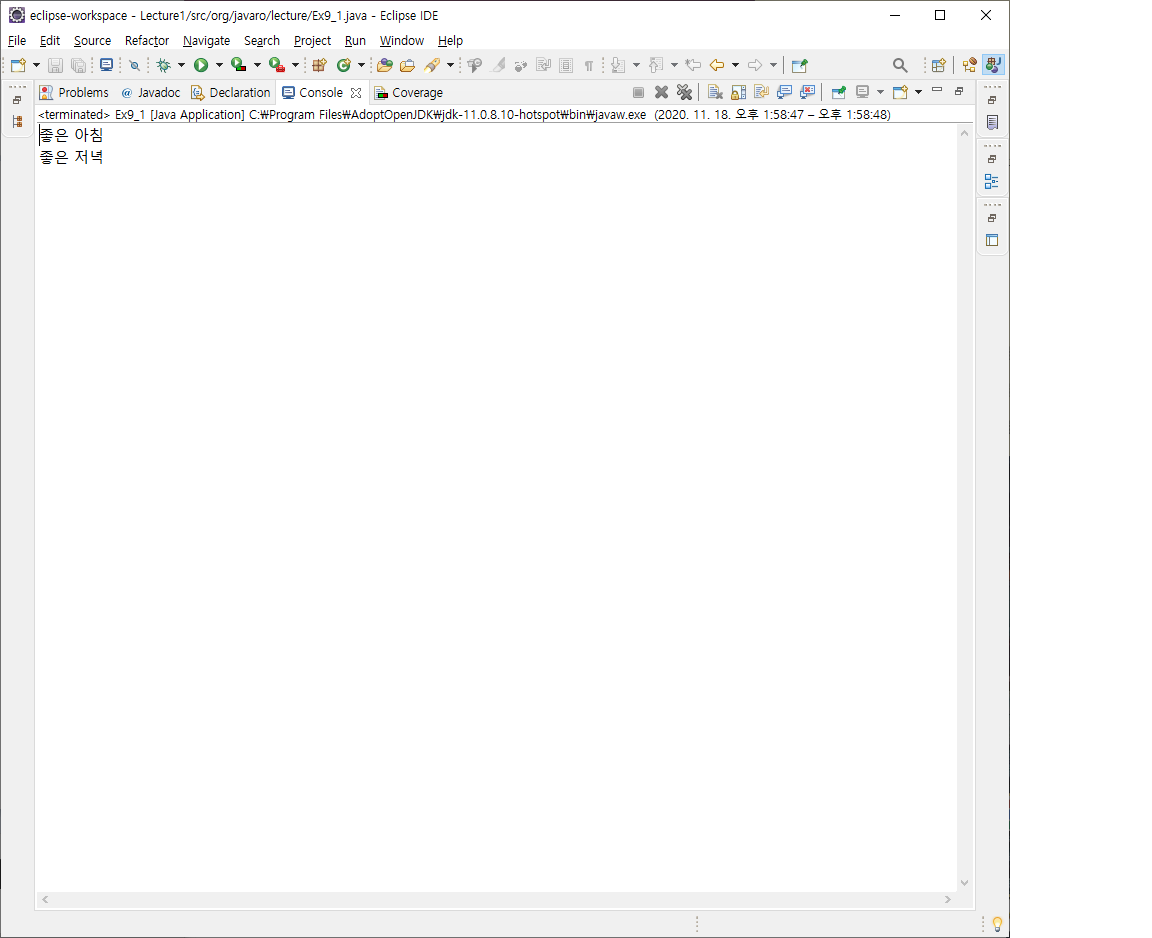 eclipse-workspace - Lecture1/src/org/javaro/lecture/Ex9_1.java - Eclipse IDE
File Edit Source Refactor Navigate Search Project Run Window Help
Problems @ Javadoc Declaration Console Coverage
<terminated> Ex9_1 [Java Application] C:₩Program Files₩AdoptOpenJDK₩jdk-11.0.8.10-hotspot₩bin₩javaw.exe (2020. 11. 18. 오후 1:58:47 – 오후 1:58:48)
좋은 아침
좋은 저녁